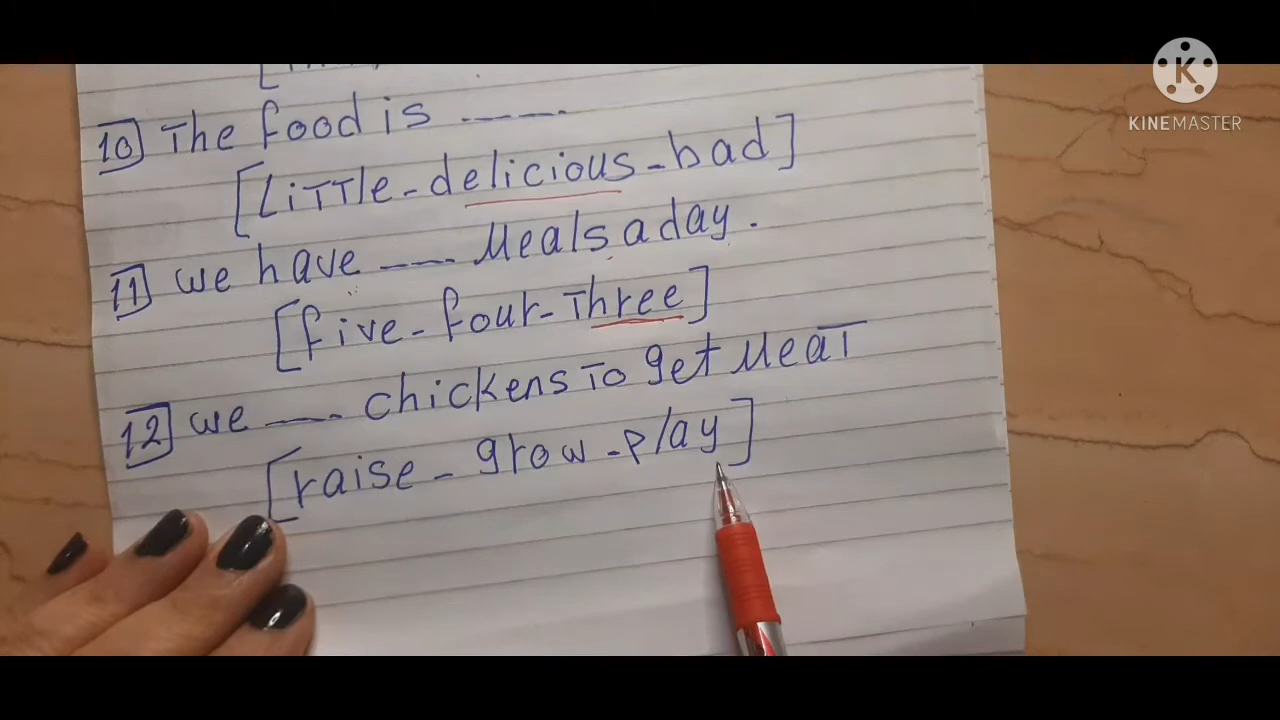 10 The food is -----
[Little - delicious - bad]
11 we have ---- Meals a day.
[five - four - Three]
12 we ---- chickens To get Meat
[raise - grow - play]
KINEMASTER